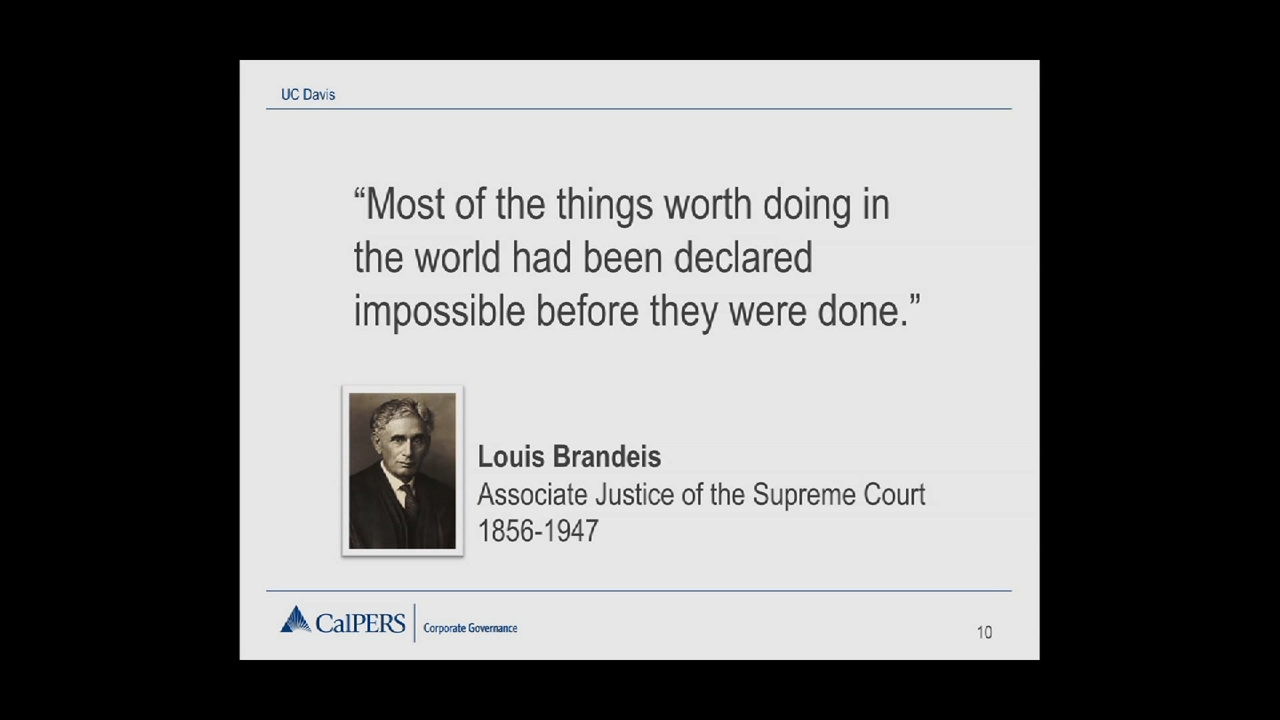 UC Davis
“Most of the things worth doing in
the world had been declared
impossible before they were done.”
Louis Brandeis
Associate Justice of the Supreme Court
1856-1947
CalPERS
Corporate Governance
10